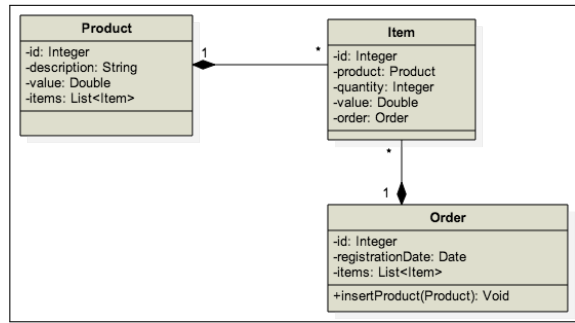 Product
-id: Integer
-description: String
-value: Double
-items: List<Item>
1
*
Item
-id: Integer
-product: Product
-quantity: Integer
-value: Double
-order: Order
*
1
Order
-id: Integer
-registrationDate: Date
-items: List<Item>
+insertProduct(Product): Void